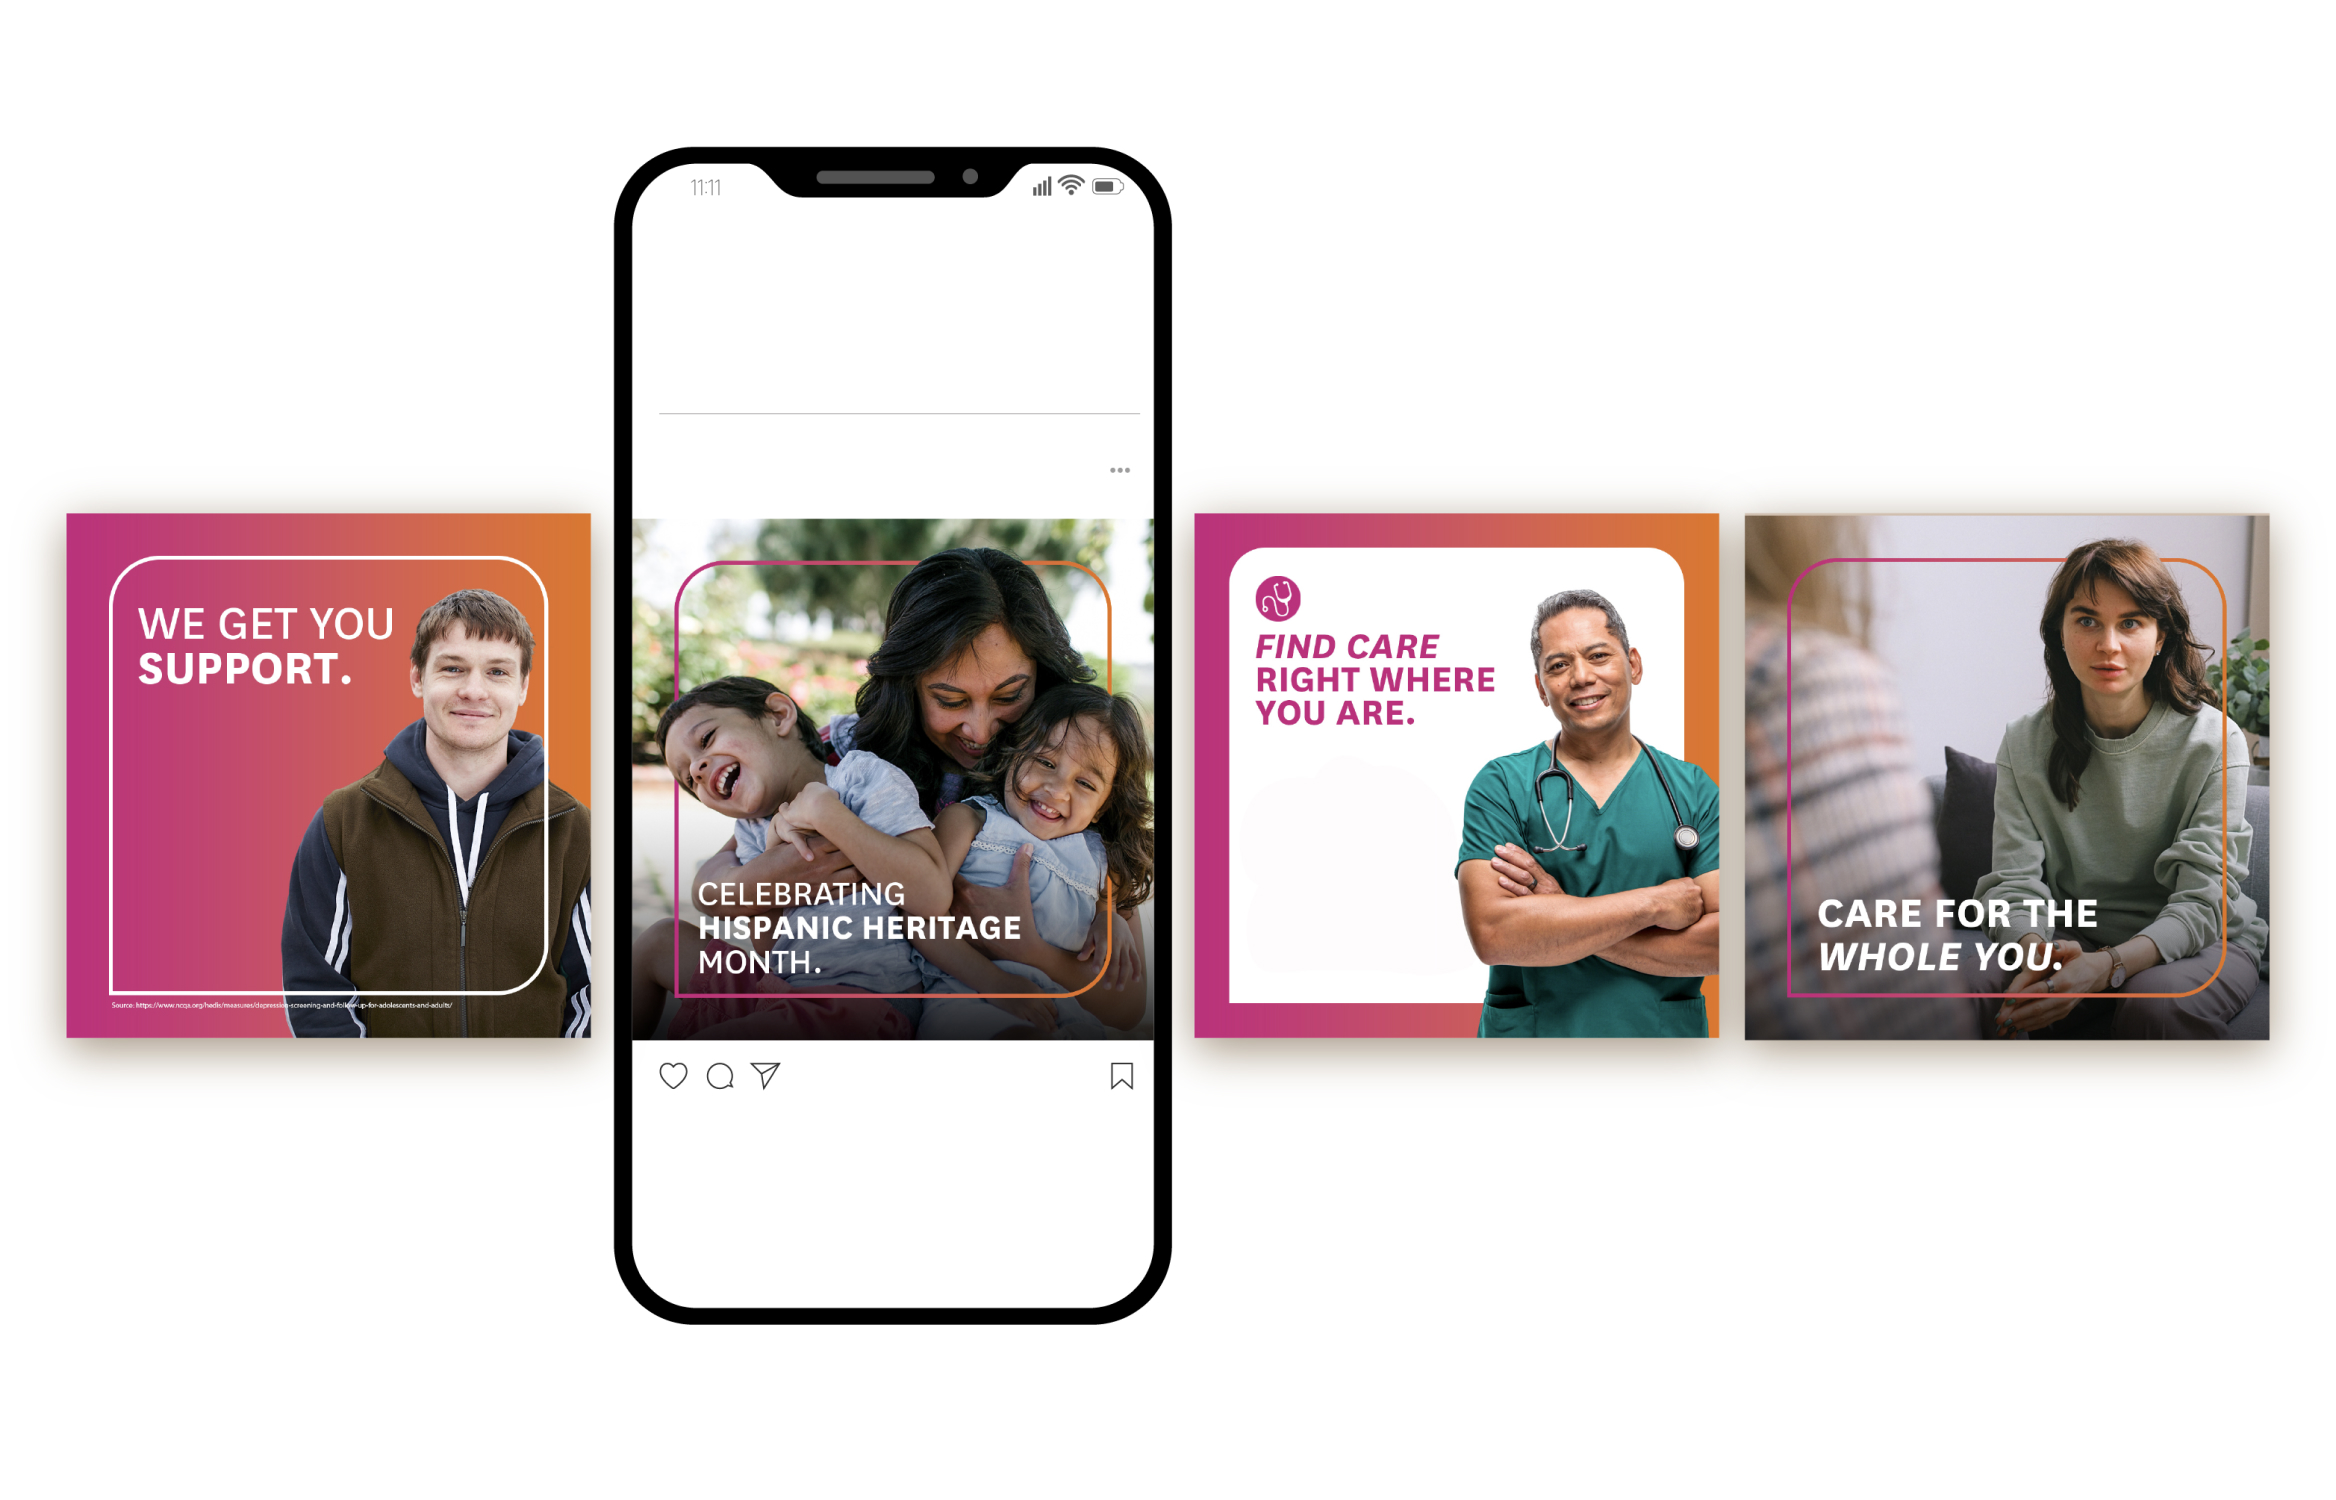 11:11
WE GET YOU
SUPPORT.
Source: https://www.ncqa.org/hedis/measures/depression-screening-and-follow-up-for-adolescents-and-adults/
CELEBRATING
HISPANIC HERITAGE
MONTH.
FIND CARE
RIGHT WHERE
YOU ARE.
CARE FOR THE
WHOLE YOU.